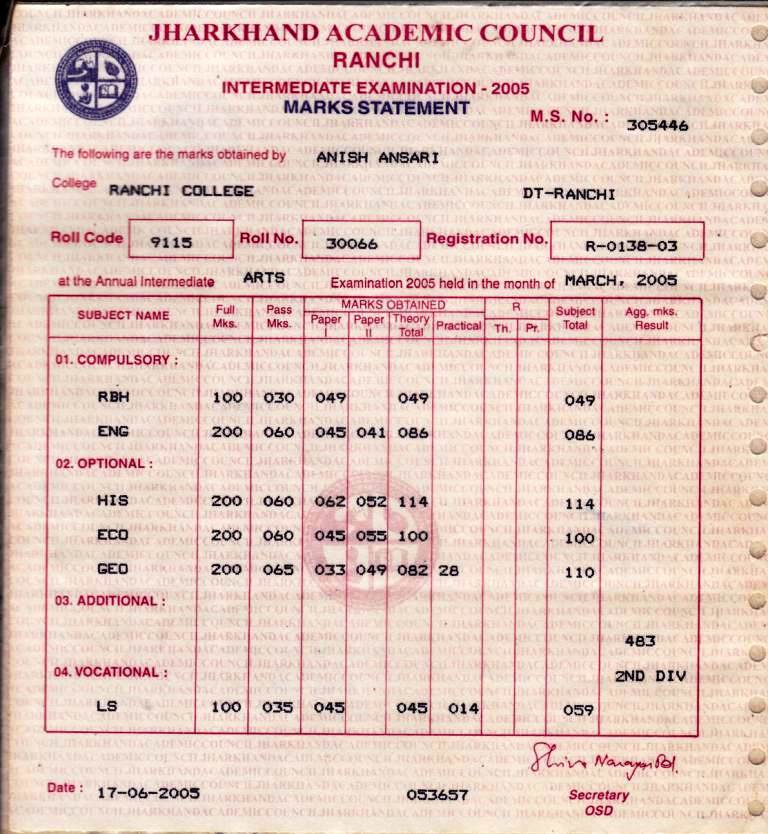 JHARKHAND ACADEMIC COUNCIL
RANCHI
INTERMEDIATE EXAMINATION - 2005
MARKS STATEMENT
M.S. No. : 305446
The following are the marks obtained by ANISH ANSARI
College RANCHI COLLEGE DT-RANCHI
Roll Code 9115 Roll No. 30066 Registration No. R-0138-03
at the Annual Intermediate ARTS Examination 2005 held in the month of MARCH, 2005
SUBJECT NAME Full Mks. Pass Mks. MARKS OBTAINED Paper I Paper II Theory Total Practical R Th. Pr. Subject Total Agg. mks. Result
01. COMPULSORY :
RBH 100 030 049 049 049
ENG 200 060 045 041 086 086
02. OPTIONAL :
HIS 200 060 062 052 114 114
ECO 200 060 045 055 100 100
GEO 200 065 033 049 082 28 110
03. ADDITIONAL :
483
04. VOCATIONAL : 2ND DIV
LS 100 035 045 045 014 059
Date : 17-06-2005 053657 Secretary
OSD